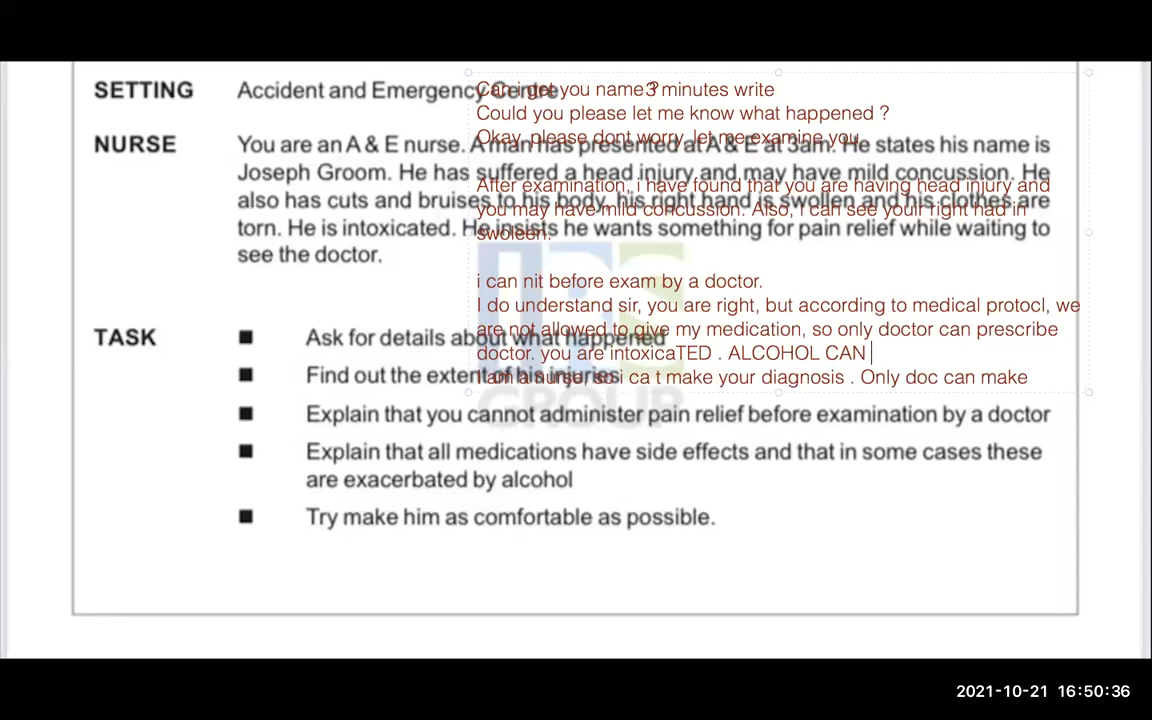 SETTING Accident and Emergency Centre
Can i get you name ? 3 minutes write
Could you please let me know what happened ?
Okay, please dont worry, let me examine you.
NURSE You are an A & E nurse. A man has presented at A & E at 3am. He states his name is
Joseph Groom. He has suffered a head injury and may have mild concussion. He
After examination, i have found that you are having head injury and
also has cuts and bruises to his body, his right hand is swollen and his clothes are
you may have mild concussion. Also, i can see youir right had in
torn. He is intoxicated. He insists he wants something for pain relief while waiting to
swoleon.
see the doctor.
i can nit before exam by a doctor.
I do understand sir, you are right, but according to medical protocl, we
are not allowed to give my medication, so only doctor can prescribe
TASK ■ Ask for details about what happened
doctor. you are intoxicaTED . ALCOHOL CAN
■ Find out the extent of his injuries
I am a nurse, so i ca t make your diagnosis . Only doc can make
■ Explain that you cannot administer pain relief before examination by a doctor
■ Explain that all medications have side effects and that in some cases these
are exacerbated by alcohol
■ Try make him as comfortable as possible.
GROUP
2021-10-21 16:50:36